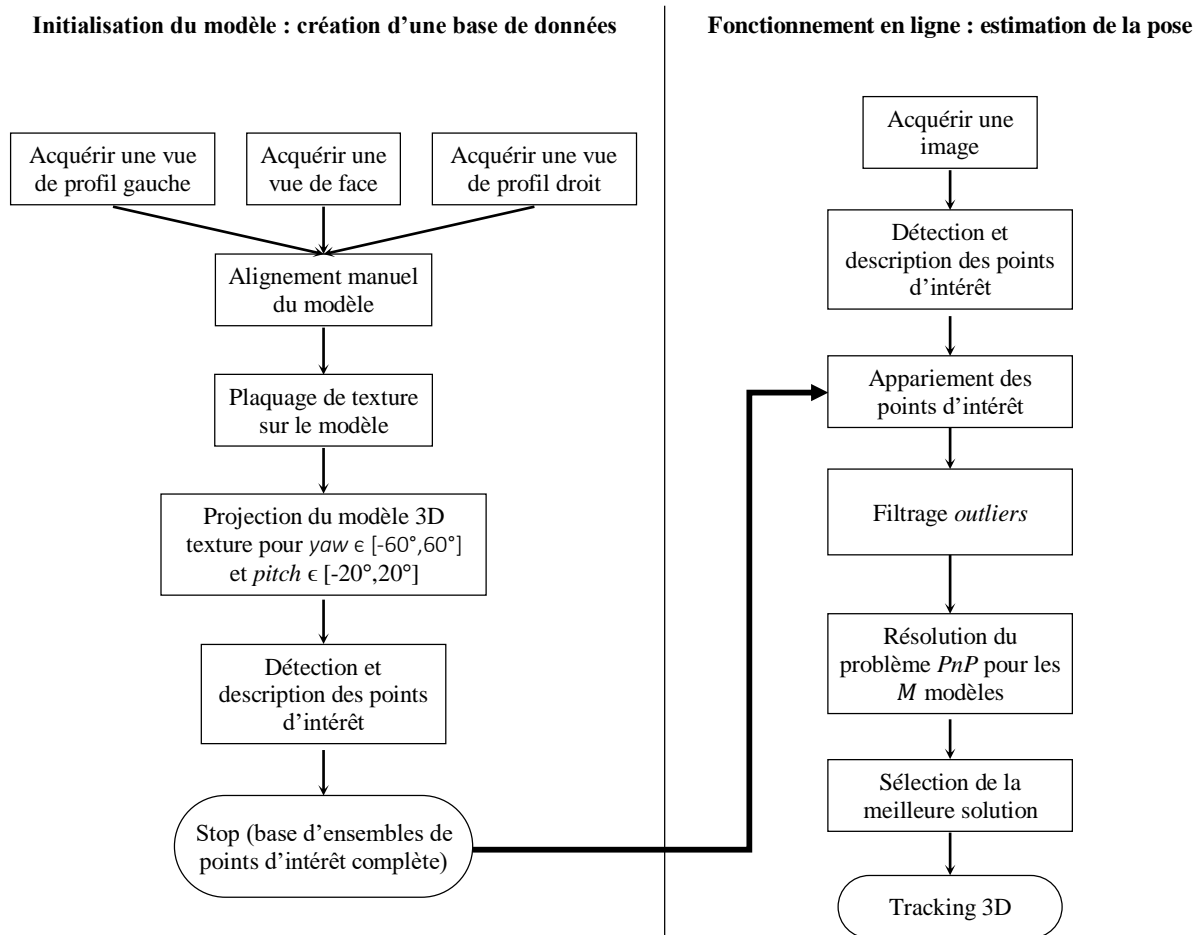 Initialisation du modèle : création d'une base de données
Acquérir une vue
de profil gauche
Acquérir une
vue de face
Acquérir une vue
de profil droit
Alignement manuel
du modèle
Plaquage de texture
sur le modèle
Projection du modèle 3D
texture pour yaw ϵ [-60°,60°]
et pitch ϵ [-20°,20°]
Détection et
description des points
d'intérêt
Stop (base d'ensembles de
points d'intérêt complète)
Fonctionnement en ligne : estimation de la pose
Acquérir une
image
Détection et
description des points
d'intérêt
Appariement des
points d'intérêt
Filtrage outliers
Résolution du
problème PnP pour les
M modèles
Sélection de la
meilleure solution
Tracking 3D